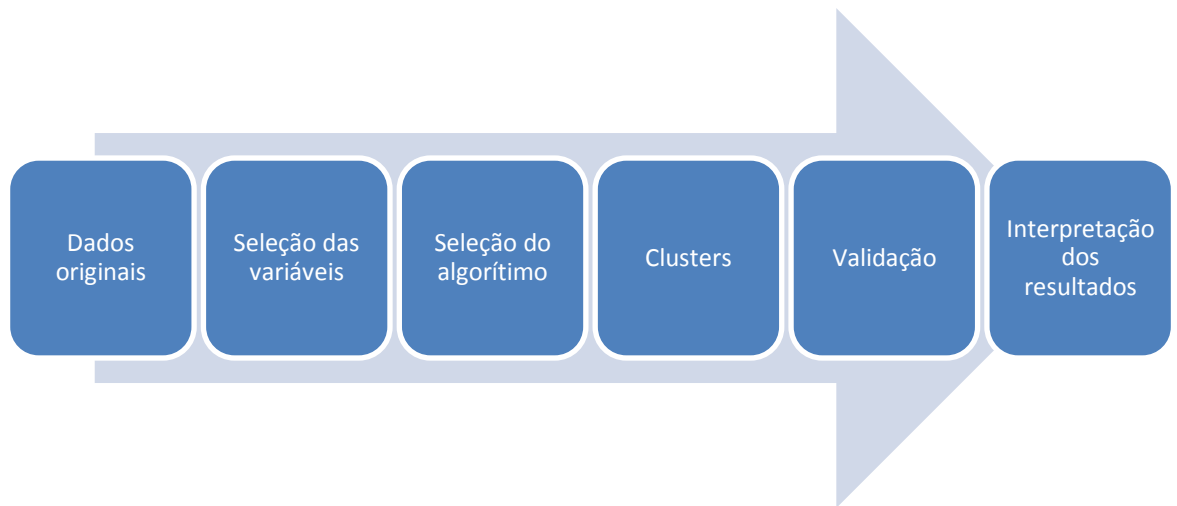 Dados
originais
Seleção das
variáveis
Seleção do
algorítimo
Clusters
Validação
Interpretação
dos
resultados